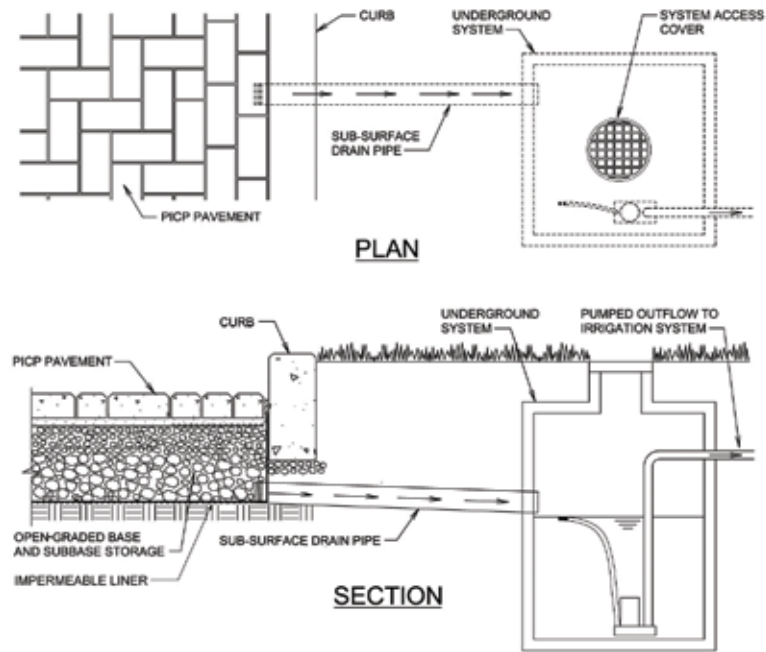 CURB
UNDERGROUND
SYSTEM
SYSTEM ACCESS
COVER
SUB-SURFACE
DRAIN PIPE
PICP PAVEMENT
PLAN
CURB
UNDERGROUND
SYSTEM
PUMPED OUTFLOW TO
IRRIGATION SYSTEM
PICP PAVEMENT
OPEN-GRADED BASE
AND SUBBASE STORAGE
SUB-SURFACE DRAIN PIPE
IMPERMEABLE LINER
SECTION